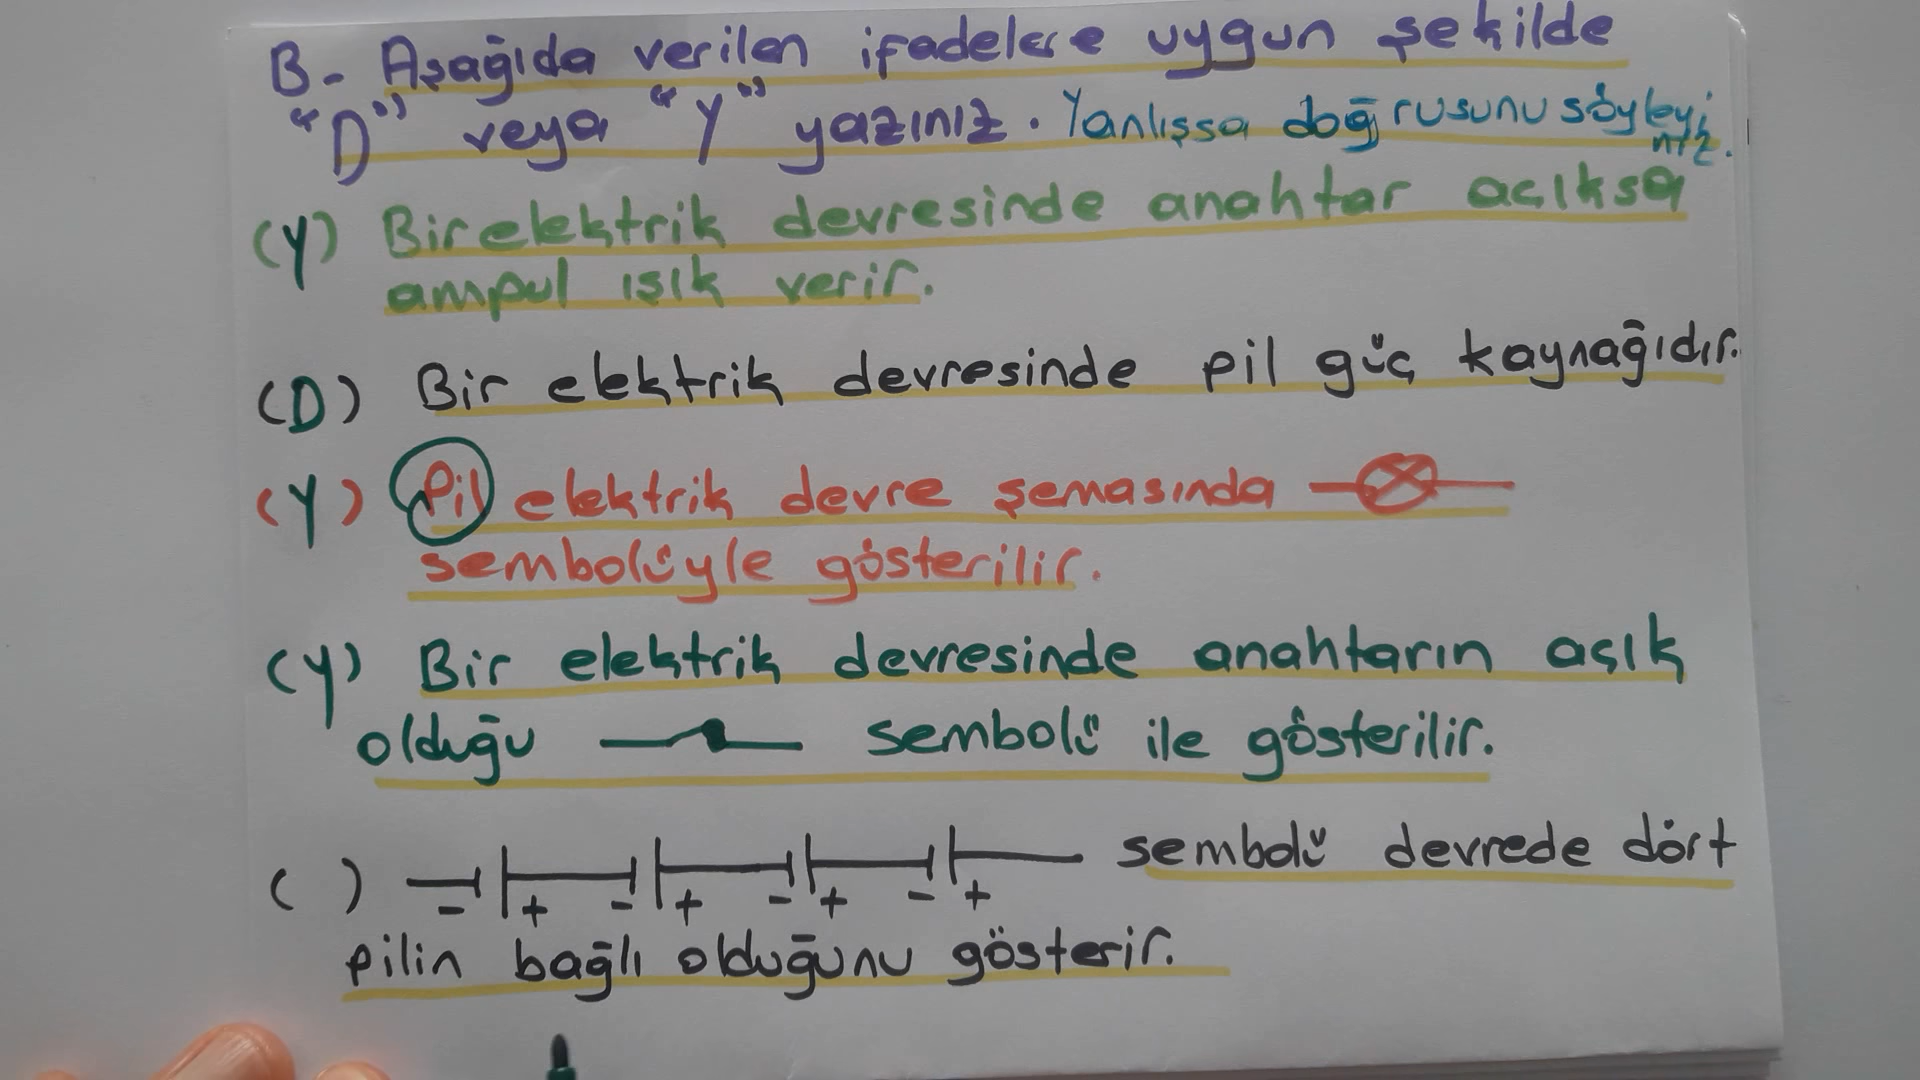 B- Aşağıda verilen ifadelere uygun şekilde
"D" veya "Y" yazınız. Yanlışsa doğrusunu söyleyi
niz.
(Y) Bir elektrik devresinde anahtar açıksa
ampul ışık verir.
(D) Bir elektrik devresinde pil güç kaynağıdır.
(Y) Pil elektrik devre şemasında
sembolüyle gösterilir.
(Y) Bir elektrik devresinde anahtarın açık
olduğu sembolü ile gösterilir.
( ) - + - + - + - + sembolü devrede dört
pilin bağlı olduğunu gösterir.